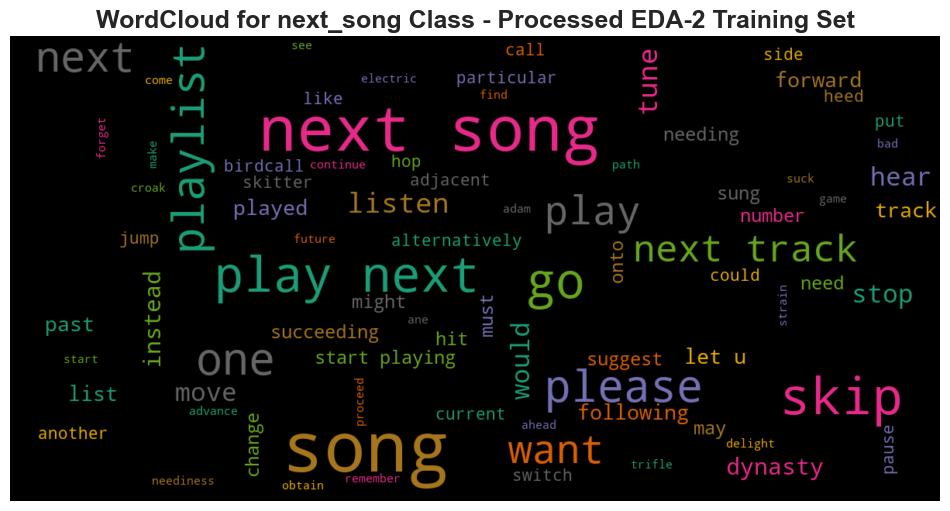 WordCloud for next_song Class - Processed EDA-2 Training Set
next
see
call
side
come
electric
particular
forward
playlist
tune
like
find
heed
forget
next song
put
make
needing
bad
birdcall
continue
hop
path
croak
skitter
adjacent
suck
hear
played
listen
adam
play
sung
game
number
track
jump
future
alternatively
onto
next track
play next
go
could
need
stop
instead
might
must
strain
past
ane
succeeding
hit
start
one
start playing
would
suggest
let u
list
move
please
skip
advance
proceed
current
following
another
change
ahead
may
song
want
delight
pause
neediness
obtain
remember
switch
trifle
dynasty